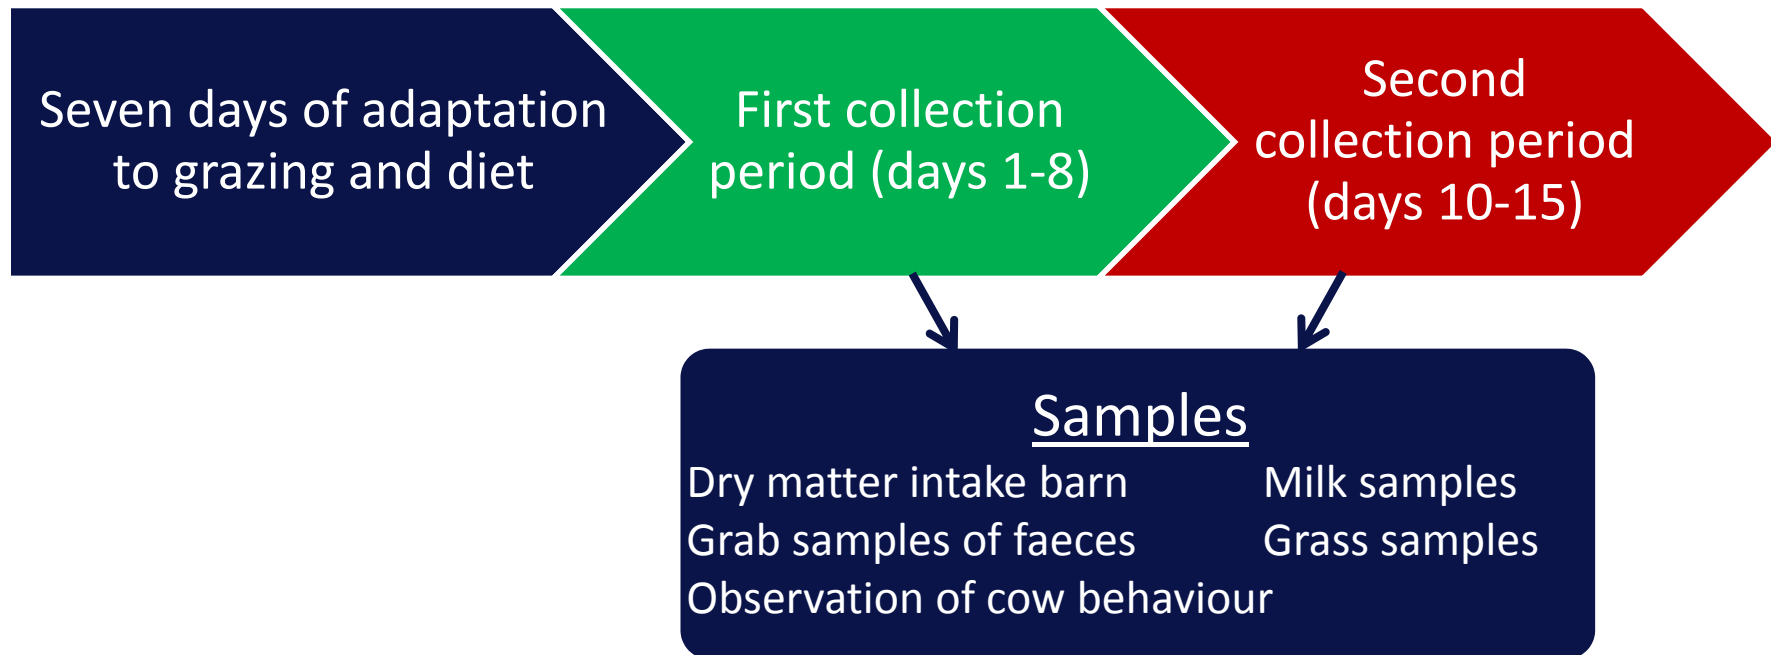 Seven days of adaptation
to grazing and diet
First collection
period (days 1-8)
Second
collection period
(days 10-15)
Samples
Dry matter intake barn
Milk samples
Grab samples of faeces
Grass samples
Observation of cow behaviour